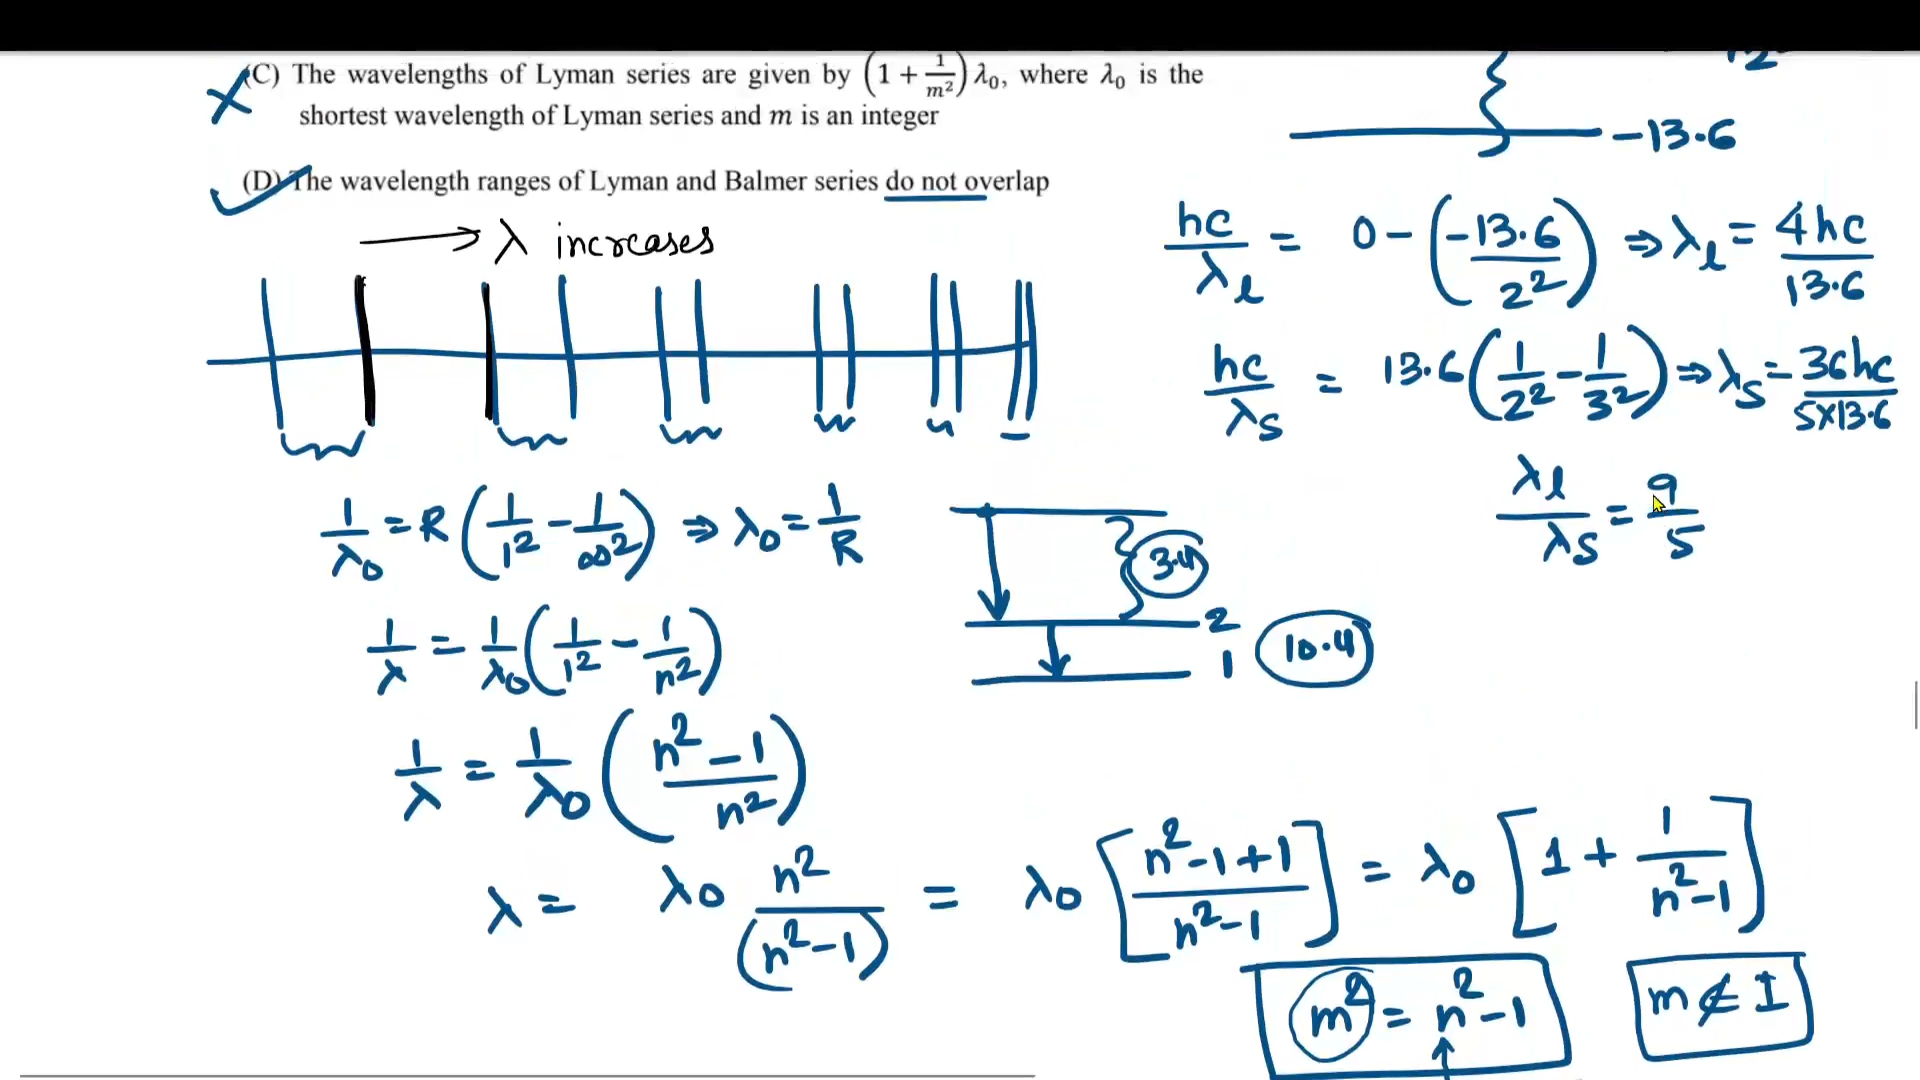 (C) The wavelengths of Lyman series are given by (1 + 1/m²) λ₀, where λ₀ is the
shortest wavelength of Lyman series and m is an integer
(D) The wavelength ranges of Lyman and Balmer series do not overlap
→ λ increases
1/λ₀ = R (1/1² − 1/∞²) ⇒ λ₀ = 1/R
1/λ = 1/λ₀ (1/1² − 1/n²)
1/λ = 1/λ₀ ((n² − 1)/n²)
λ = λ₀ n²/(n² − 1) = λ₀ [(n² − 1 + 1)/(n² − 1)] = λ₀ [1 + 1/(n² − 1)]
m² = n² − 1
m ∉ I
3.4
2
1
10.4
−13.6
hc/λl = 0 − (−13.6/2²) ⇒ λl = 4hc/13.6
hc/λs = 13.6 (1/2² − 1/3²) ⇒ λs = 36hc/5×13.6
λl/λs = 9/5